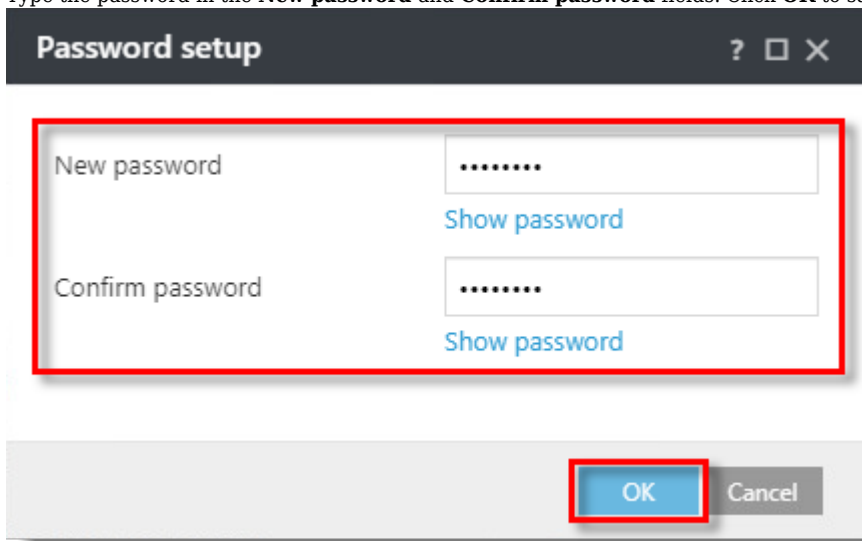 Type the password in the New password and Confirm password fields. Click OK to
Password setup
New password
Show password
Confirm password
Show password
OK Cancel